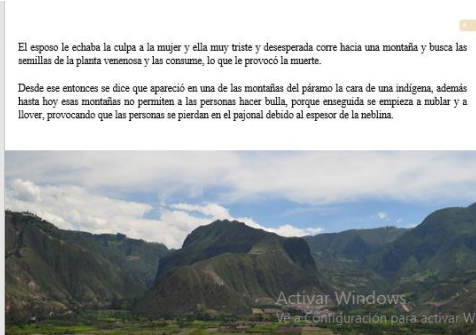 El esposo le echaba la culpa a la mujer y ella muy triste y desesperada corre hacia una montaña y busca las
semillas de la planta venenosa y las consume, lo que le provocó la muerte.
Desde ese entonces se dice que apareció en una de las montañas del páramo la cara de una indígena, además
hasta hoy esas montañas no permiten a las personas hacer bulla, porque enseguida se empieza a nublar y a
llover, provocando que las personas se pierdan en el pajonal debido al espesor de la neblina.
Activar Windows
Ve a Configuración para activar W